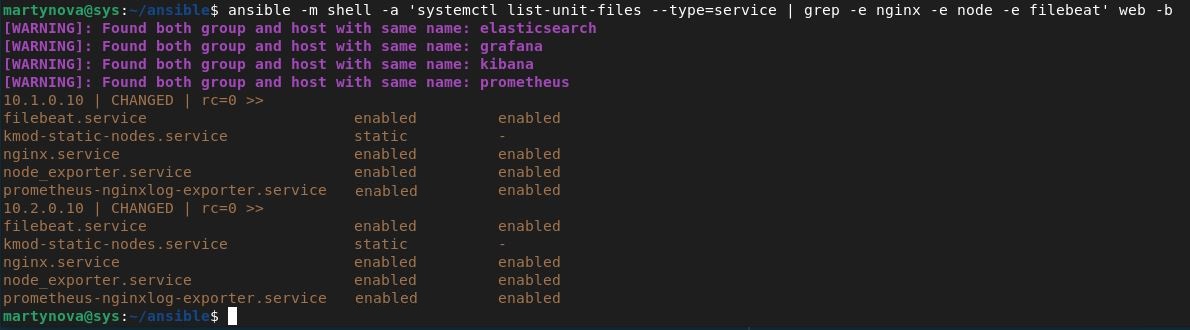 martynova@sys:~/ansible$ ansible -m shell -a 'systemctl list-unit-files --type=service | grep -e nginx -e node -e filebeat' web -b
[WARNING]: Found both group and host with same name: elasticsearch
[WARNING]: Found both group and host with same name: grafana
[WARNING]: Found both group and host with same name: kibana
[WARNING]: Found both group and host with same name: prometheus
10.1.0.10 | CHANGED | rc=0 >>
filebeat.service                       enabled         enabled
kmod-static-nodes.service              static          -
nginx.service                          enabled         enabled
node_exporter.service                  enabled         enabled
prometheus-nginxlog-exporter.service   enabled         enabled
10.2.0.10 | CHANGED | rc=0 >>
filebeat.service                       enabled         enabled
kmod-static-nodes.service              static          -
nginx.service                          enabled         enabled
node_exporter.service                  enabled         enabled
prometheus-nginxlog-exporter.service   enabled         enabled
martynova@sys:~/ansible$